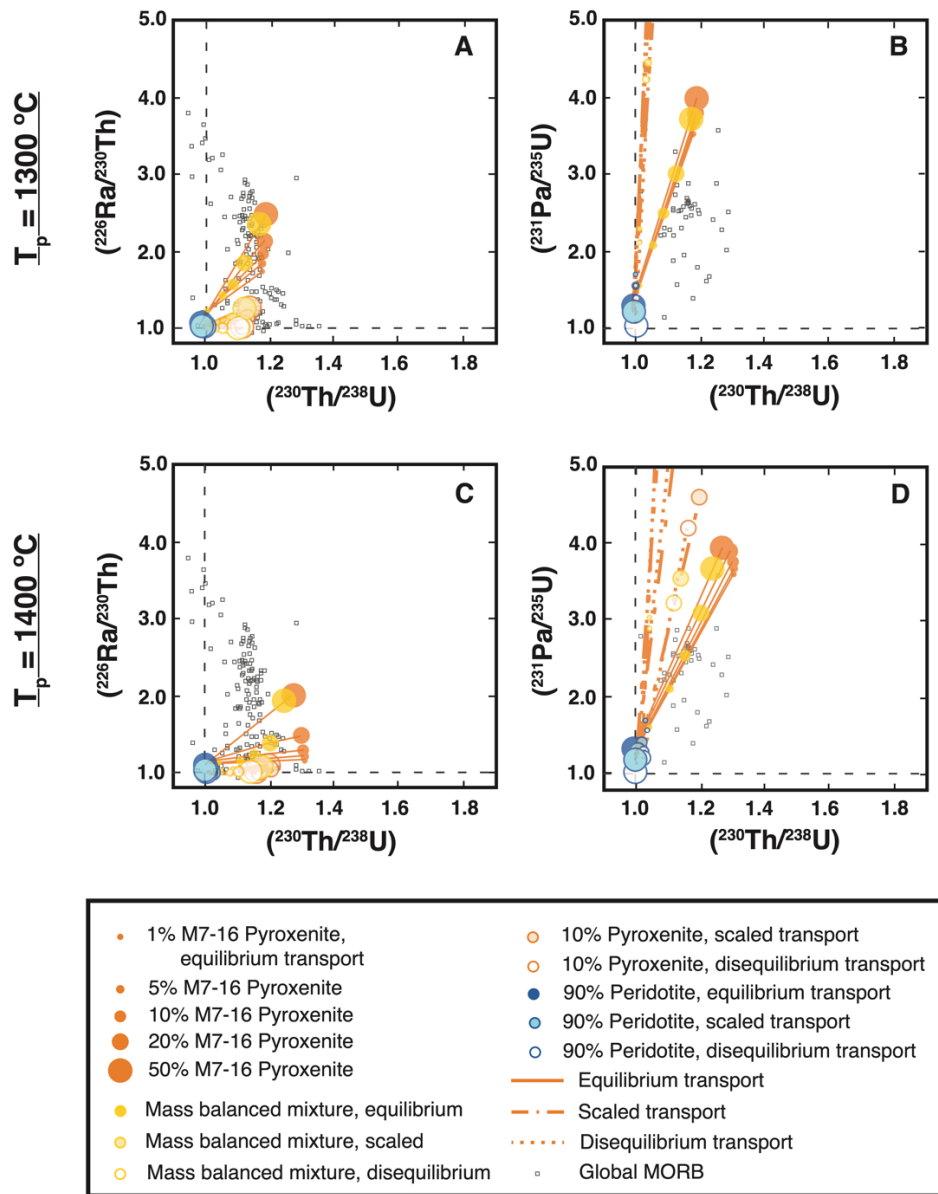 T_p = 1300 °C
A
(²²⁶Ra/²³⁰Th)
5.0
4.0
3.0
2.0
1.0
1.0 1.2 1.4 1.6 1.8
(²³⁰Th/²³⁸U)
B
(²³¹Pa/²³⁵U)
5.0
4.0
3.0
2.0
1.0
1.0 1.2 1.4 1.6 1.8
(²³⁰Th/²³⁸U)
T_p = 1400 °C
C
(²²⁶Ra/²³⁰Th)
5.0
4.0
3.0
2.0
1.0
1.0 1.2 1.4 1.6 1.8
(²³⁰Th/²³⁸U)
D
(²³¹Pa/²³⁵U)
5.0
4.0
3.0
2.0
1.0
1.0 1.2 1.4 1.6 1.8
(²³⁰Th/²³⁸U)
1% M7-16 Pyroxenite,
equilibrium transport
5% M7-16 Pyroxenite
10% M7-16 Pyroxenite
20% M7-16 Pyroxenite
50% M7-16 Pyroxenite
Mass balanced mixture, equilibrium
Mass balanced mixture, scaled
Mass balanced mixture, disequilibrium
10% Pyroxenite, scaled transport
10% Pyroxenite, disequilibrium transport
90% Peridotite, equilibrium transport
90% Peridotite, scaled transport
90% Peridotite, disequilibrium transport
Equilibrium transport
Scaled transport
Disequilibrium transport
Global MORB